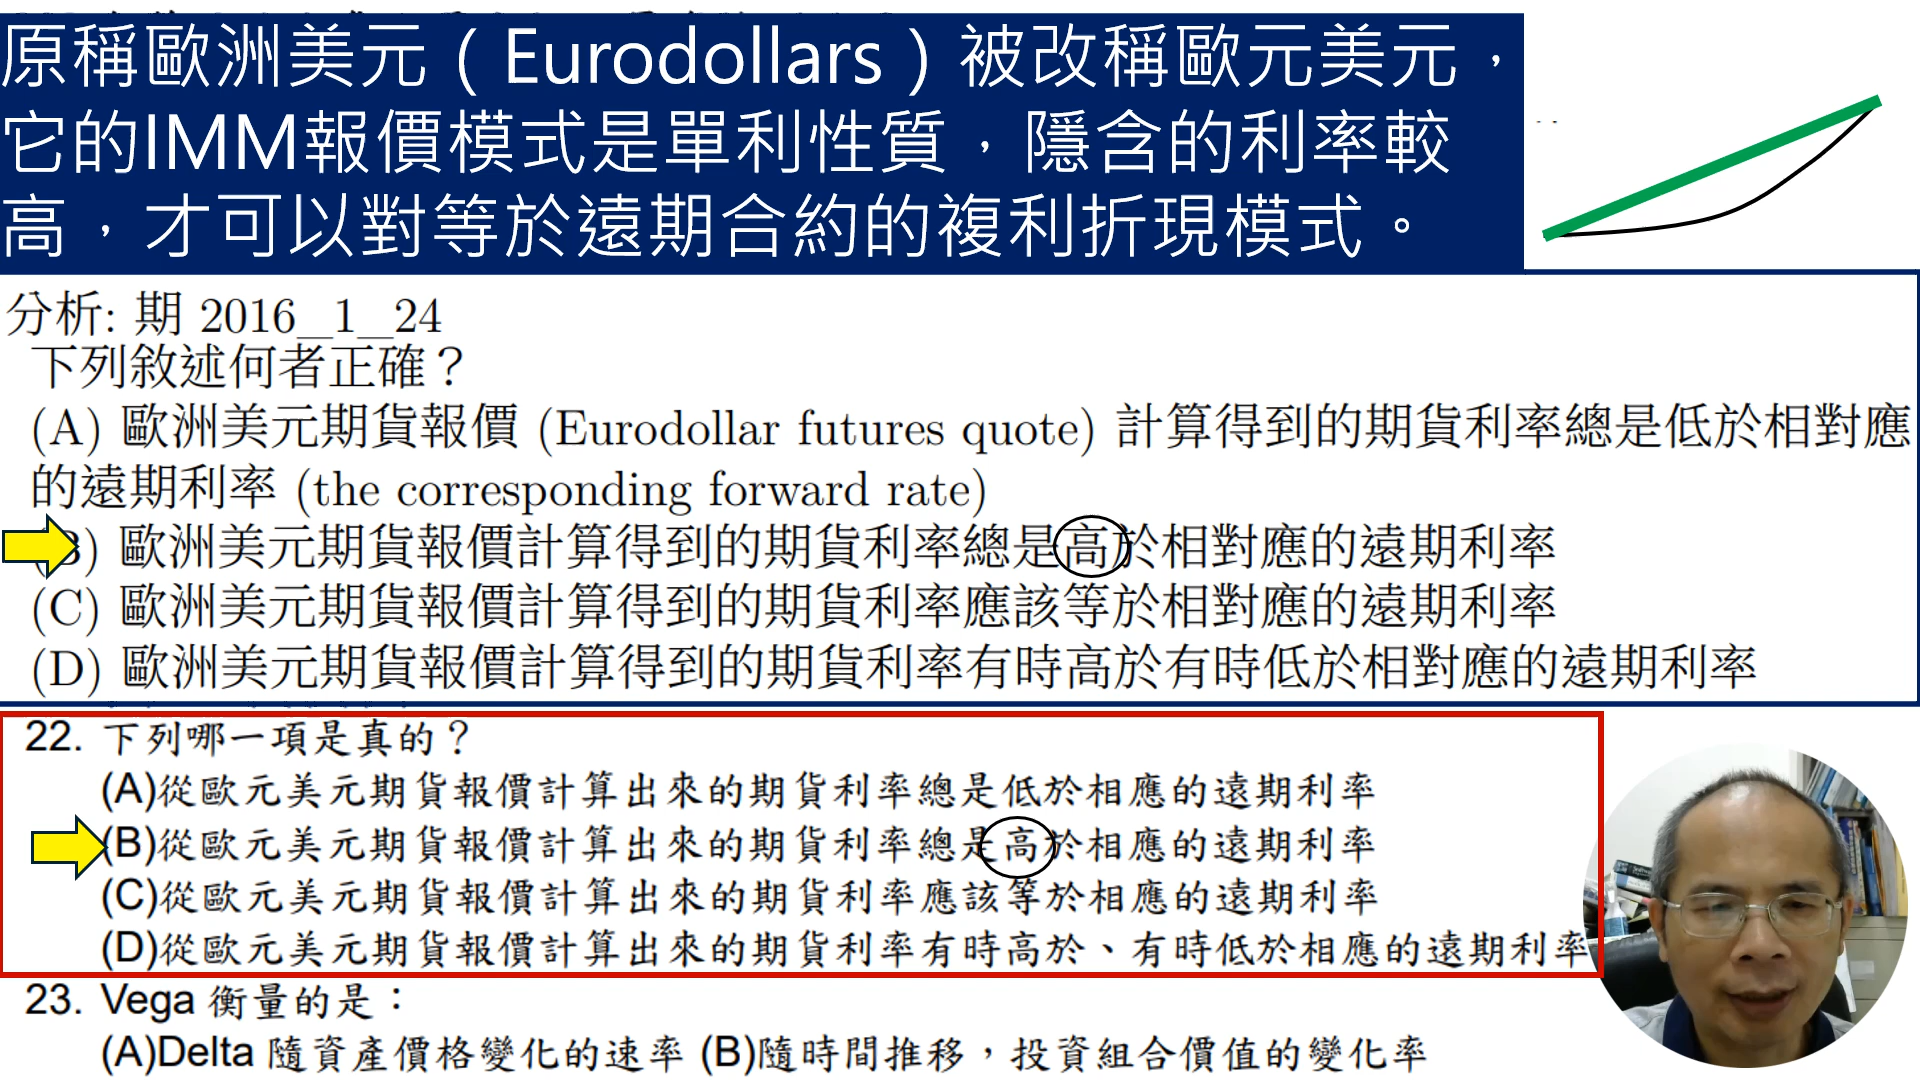 原稱歐洲美元（Eurodollars）被改稱歐元美元，
它的IMM報價模式是單利性質，隱含的利率較
高，才可以對等於遠期合約的複利折現模式。
分析: 期 2016_1_24
下列敘述何者正確？
(A) 歐洲美元期貨報價 (Eurodollar futures quote) 計算得到的期貨利率總是低於相對應
的遠期利率 (the corresponding forward rate)
(B) 歐洲美元期貨報價計算得到的期貨利率總是高於相對應的遠期利率
(C) 歐洲美元期貨報價計算得到的期貨利率應該等於相對應的遠期利率
(D) 歐洲美元期貨報價計算得到的期貨利率有時高於有時低於相對應的遠期利率
22. 下列哪一項是真的？
(A)從歐元美元期貨報價計算出來的期貨利率總是低於相應的遠期利率
(B)從歐元美元期貨報價計算出來的期貨利率總是高於相應的遠期利率
(C)從歐元美元期貨報價計算出來的期貨利率應該等於相應的遠期利率
(D)從歐元美元期貨報價計算出來的期貨利率有時高於、有時低於相應的遠期利率
23. Vega 衡量的是：
(A)Delta 隨資產價格變化的速率 (B)隨時間推移，投資組合價值的變化率